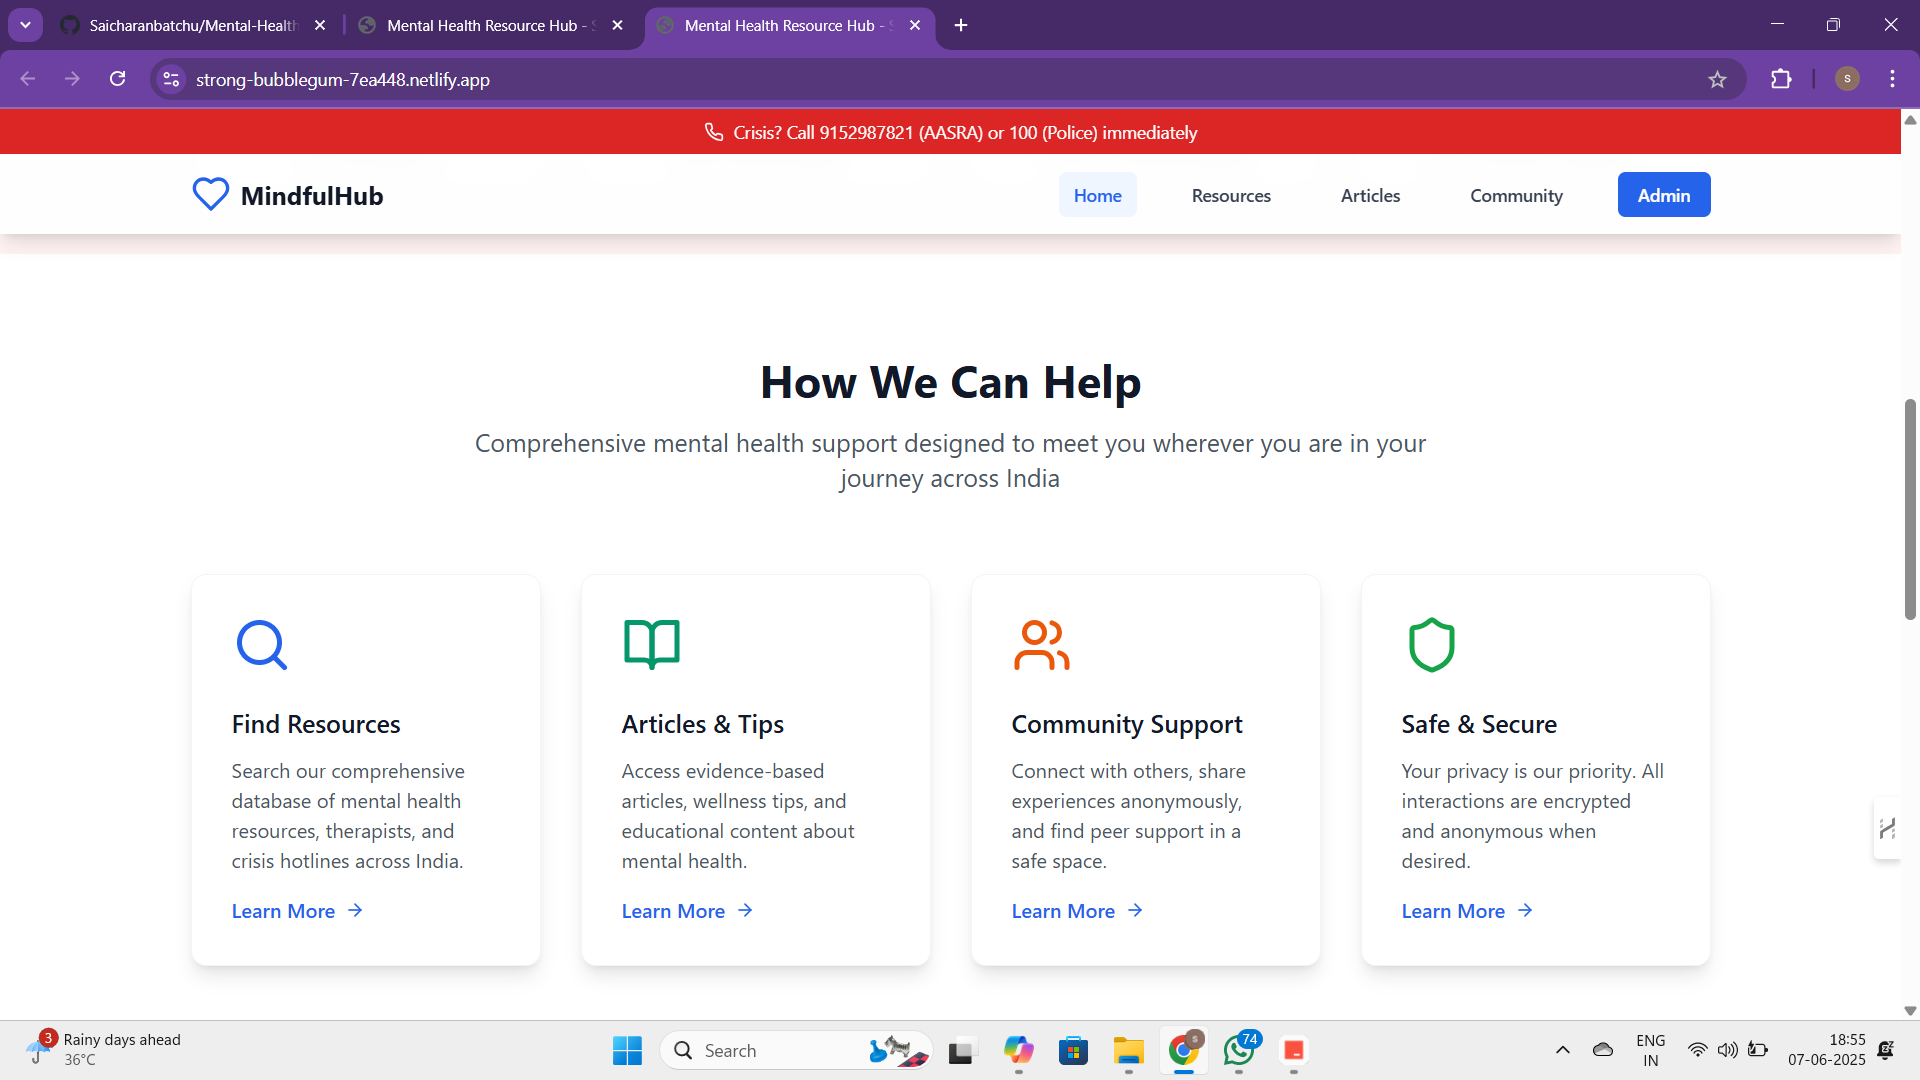 Saicharanbatchu/Mental-Health
Mental Health Resource Hub -
Mental Health Resource Hub -
strong-bubblegum-7ea448.netlify.app
S
Crisis? Call 9152987821 (AASRA) or 100 (Police) immediately
MindfulHub
Home
Resources
Articles
Community
Admin
How We Can Help
Comprehensive mental health support designed to meet you wherever you are in your
journey across India
Find Resources
Search our comprehensive
database of mental health
resources, therapists, and
crisis hotlines across India.
Learn More
Articles & Tips
Access evidence-based
articles, wellness tips, and
educational content about
mental health.
Learn More
Community Support
Connect with others, share
experiences anonymously,
and find peer support in a
safe space.
Learn More
Safe & Secure
Your privacy is our priority. All
interactions are encrypted
and anonymous when
desired.
Learn More
3
Rainy days ahead
36°C
Search
S
74
ENG
IN
18:55
07-06-2025